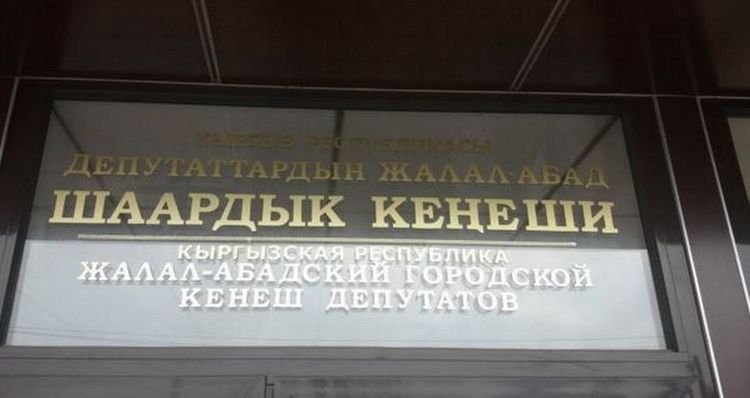 КЫРГЫЗ РЕСПУБЛИКАСЫ
ДЕПУТАТТАРДЫН ЖАЛАЛ-АБАД
ШААРДЫК КЕҢЕШИ
КЫРГЫЗСКАЯ РЕСПУБЛИКА
ЖАЛАЛ-АБАДСКИЙ ГОРОДСКОЙ
КЕНЕШ ДЕПУТАТОВ